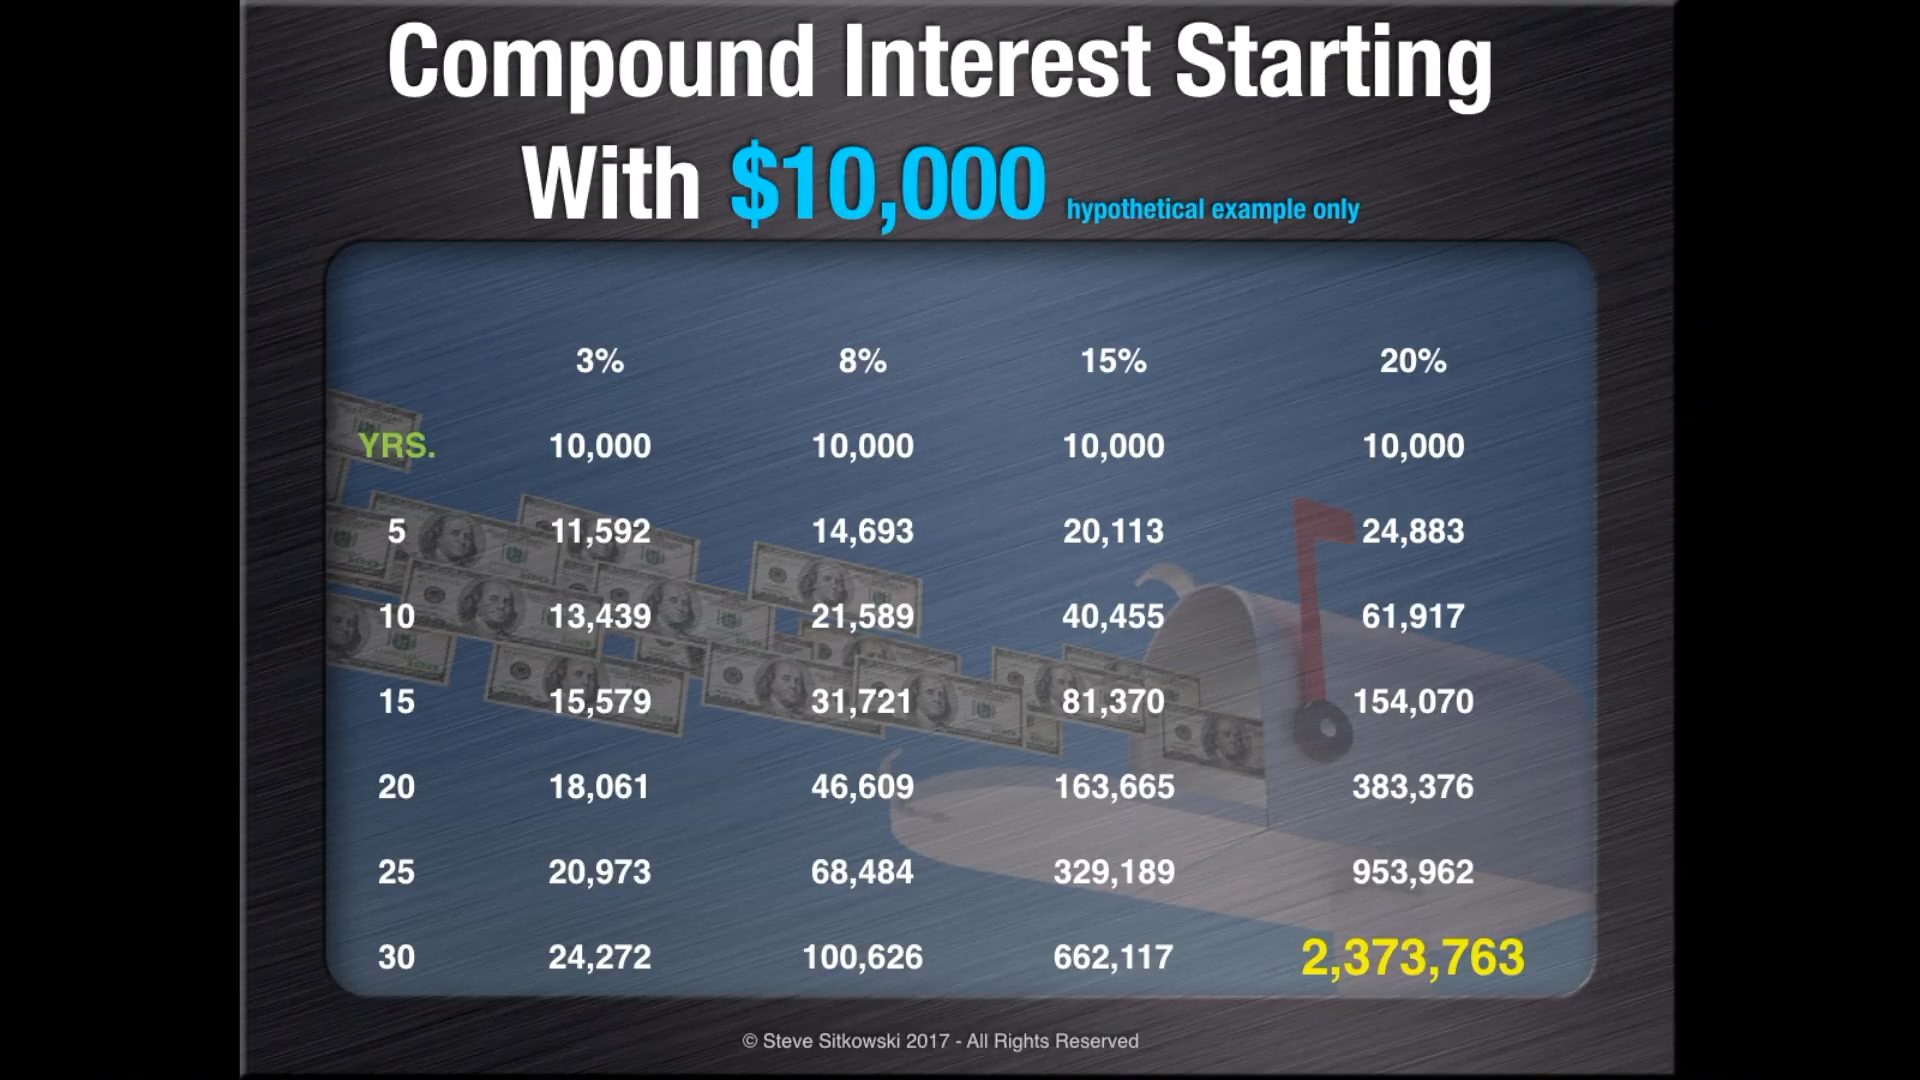 Compound Interest Starting
With $10,000 hypothetical example only
3% 8% 15% 20%
YRS. 10,000 10,000 10,000 10,000
5 11,592 14,693 20,113 24,883
10 13,439 21,589 40,455 61,917
15 15,579 31,721 81,370 154,070
20 18,061 46,609 163,665 383,376
25 20,973 68,484 329,189 953,962
30 24,272 100,626 662,117 2,373,763
© Steve Sitkowski 2017 - All Rights Reserved